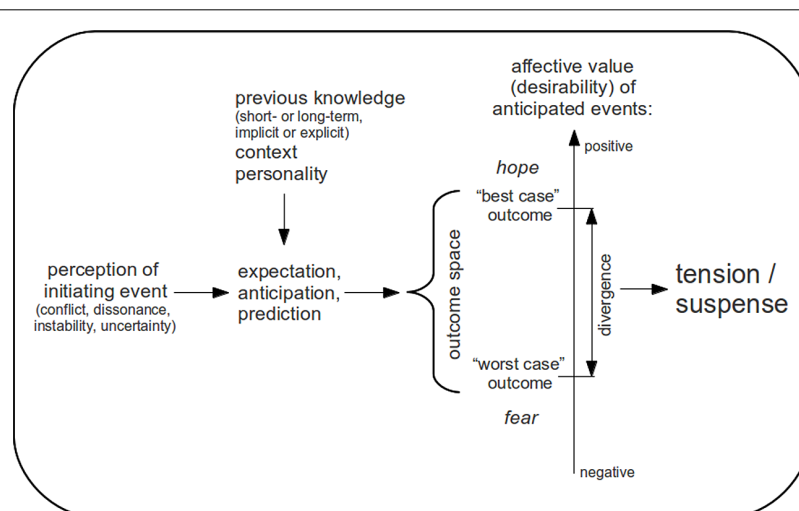 affective value
(desirability) of
anticipated events:
previous knowledge
(short- or long-term,
implicit or explicit)
context
personality
positive
hope
“best case”
outcome
perception of
initiating event
(conflict, dissonance,
instability, uncertainty)
expectation,
anticipation,
prediction
outcome space
divergence
tension /
suspense
“worst case”
outcome
fear
negative